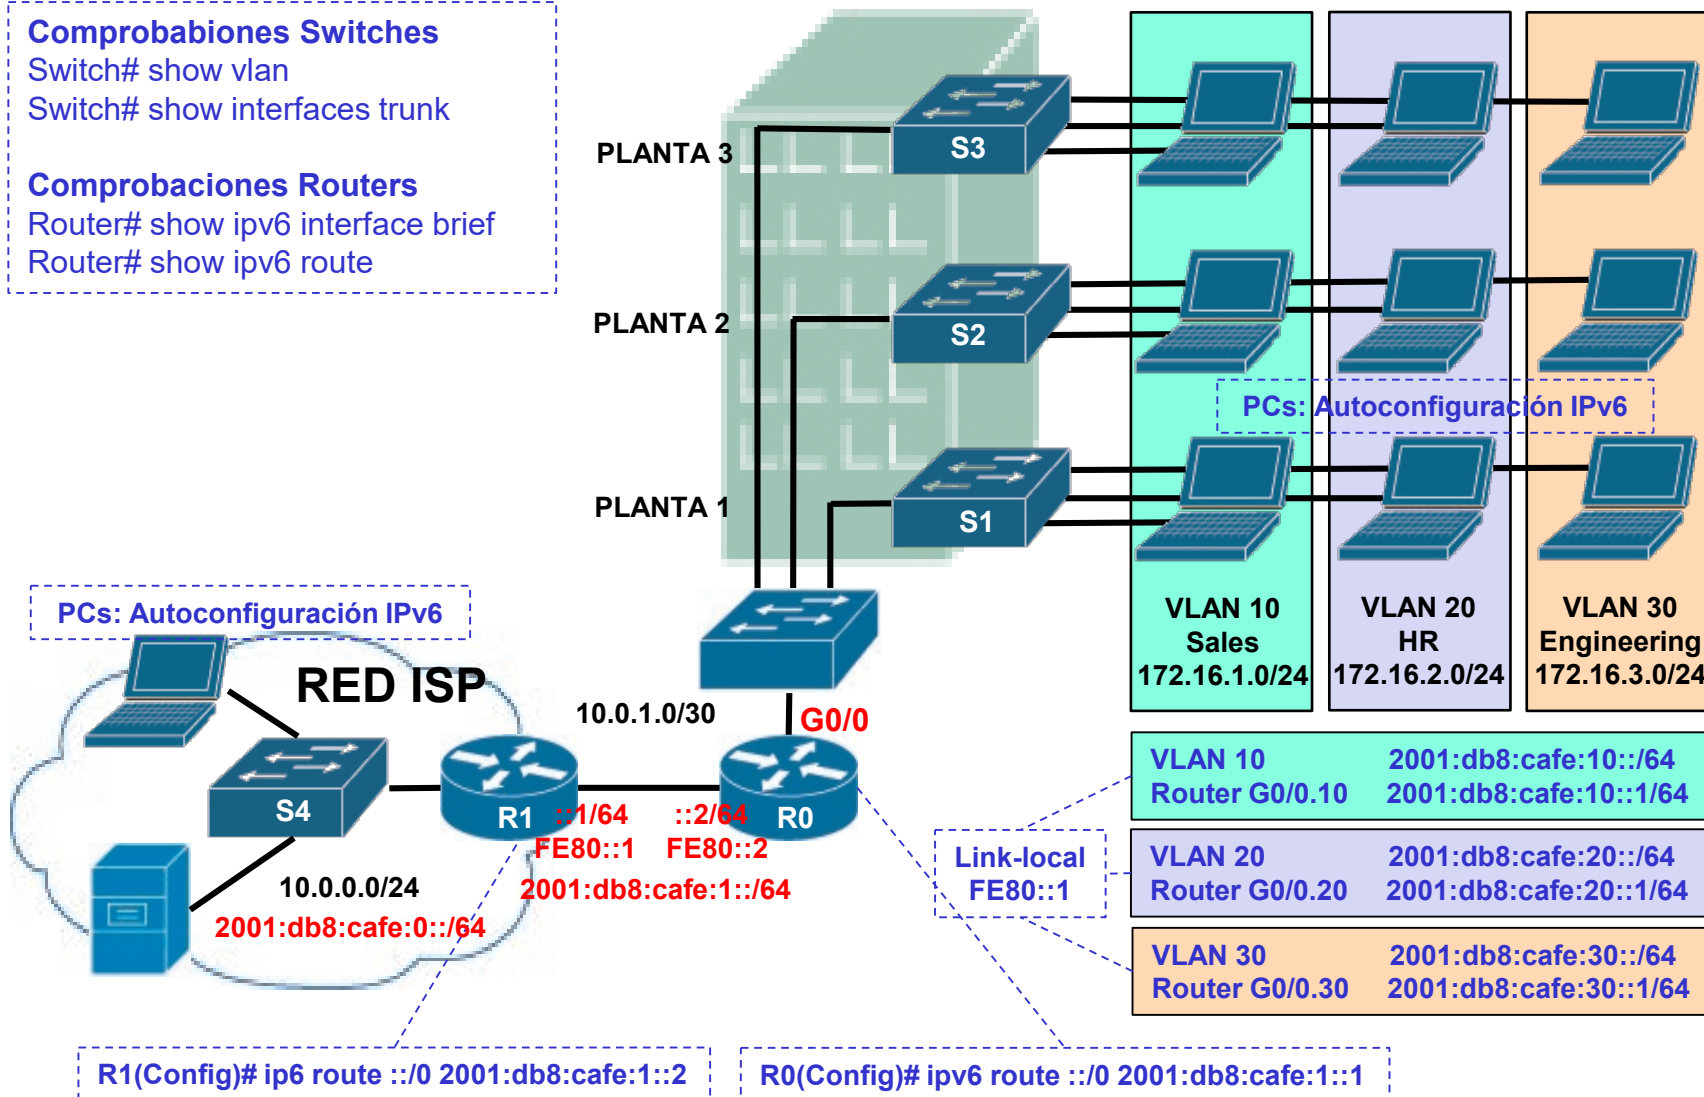 Comprobabiones Switches
Switch# show vlan
Switch# show interfaces trunk
Comprobaciones Routers
Router# show ipv6 interface brief
Router# show ipv6 route
PLANTA 3
S3
PLANTA 2
S2
PCs: Autoconfiguración IPv6
PLANTA 1
S1
VLAN 10
Sales
172.16.1.0/24
VLAN 20
HR
172.16.2.0/24
VLAN 30
Engineering
172.16.3.0/24
PCs: Autoconfiguración IPv6
RED ISP
10.0.1.0/30
G0/0
S4
R1
::1/64
::2/64
R0
FE80::1
FE80::2
2001:db8:cafe:1::/64
10.0.0.0/24
2001:db8:cafe:0::/64
Link-local
FE80::1
VLAN 10 2001:db8:cafe:10::/64
Router G0/0.10 2001:db8:cafe:10::1/64
VLAN 20 2001:db8:cafe:20::/64
Router G0/0.20 2001:db8:cafe:20::1/64
VLAN 30 2001:db8:cafe:30::/64
Router G0/0.30 2001:db8:cafe:30::1/64
R1(Config)# ip6 route ::/0 2001:db8:cafe:1::2
R0(Config)# ipv6 route ::/0 2001:db8:cafe:1::1